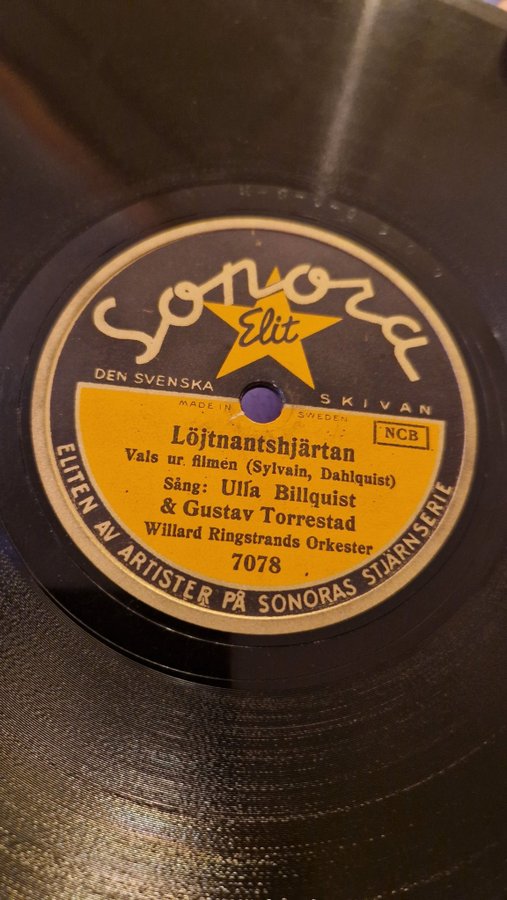 Sonora
Elit
DEN SVENSKA SKIVAN
MADE IN SWEDEN
NCB
Löjtnantshjärtan
Vals ur filmen (Sylvain, Dahlquist)
Sång: Ulla Billquist
& Gustav Torrestad
Willard Ringstrands Orkester
7078
ELITEN AV ARTISTER PÅ SONORAS STJÄRNSERIE